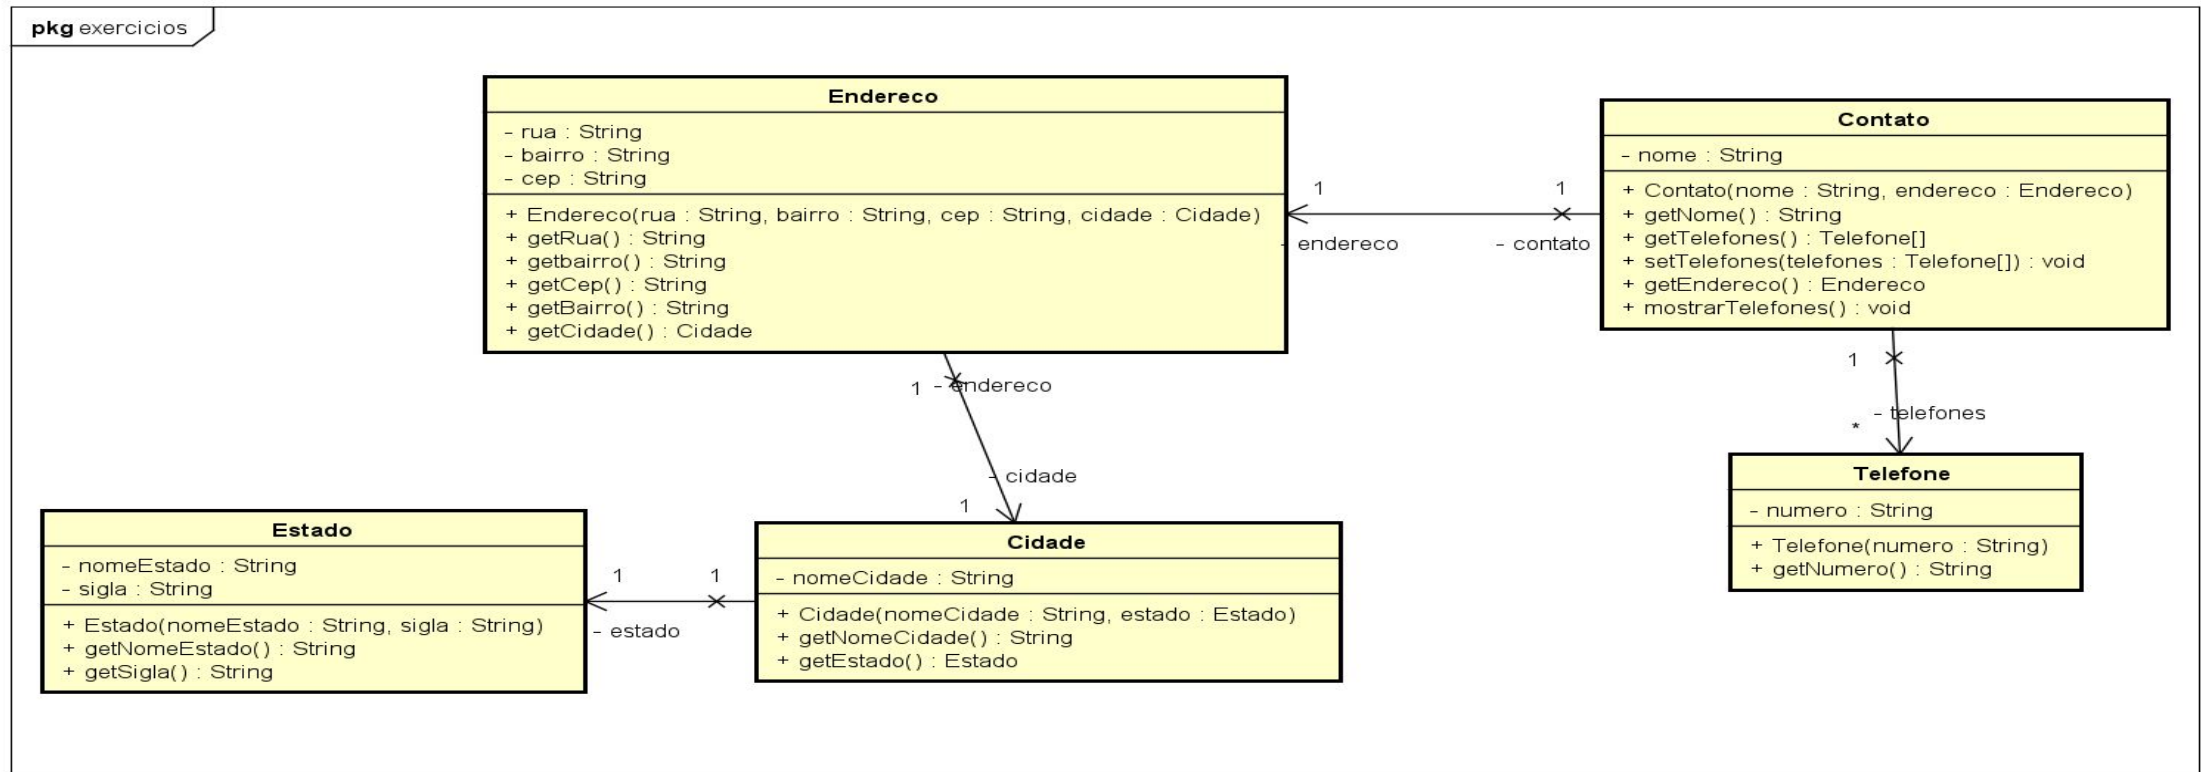 pkg exercicios
Endereco
- rua : String
- bairro : String
- cep : String
+ Endereco(rua : String, bairro : String, cep : String, cidade : Cidade)
+ getRua() : String
+ getbairro() : String
+ getCep() : String
+ getBairro() : String
+ getCidade() : Cidade
1
1
- endereco
- contato
Contato
- nome : String
+ Contato(nome : String, endereco : Endereco)
+ getNome() : String
+ getTelefones() : Telefone[]
+ setTelefones(telefones : Telefone[]) : void
+ getEndereco() : Endereco
+ mostrarTelefones() : void
1
- endereco
- cidade
1
1
- telefones
*
Telefone
- numero : String
+ Telefone(numero : String)
+ getNumero() : String
Estado
- nomeEstado : String
- sigla : String
+ Estado(nomeEstado : String, sigla : String)
+ getNomeEstado() : String
+ getSigla() : String
1
1
- estado
Cidade
- nomeCidade : String
+ Cidade(nomeCidade : String, estado : Estado)
+ getNomeCidade() : String
+ getEstado() : Estado